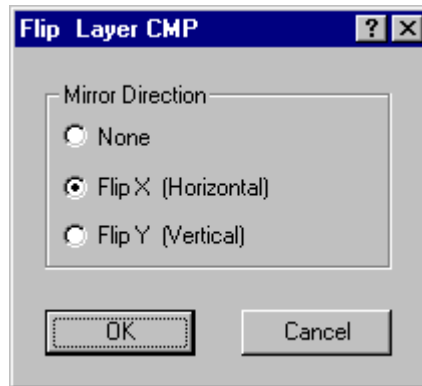 Flip Layer CMP
Mirror Direction
None
Flip X (Horizontal)
Flip Y (Vertical)
OK Cancel